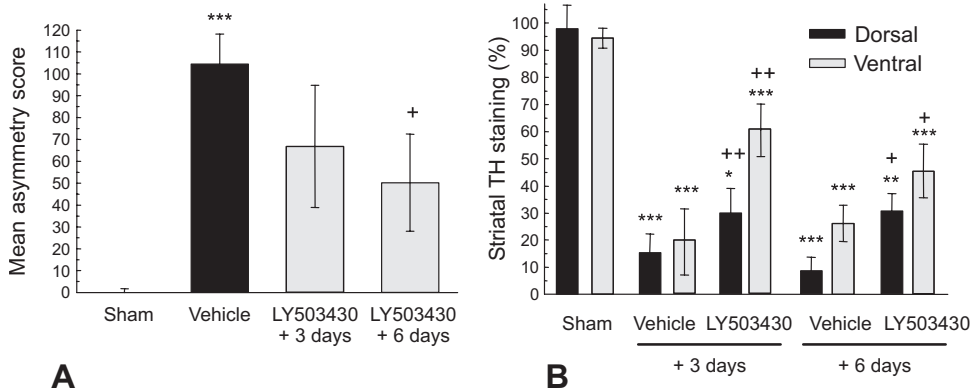 Mean asymmetry score
120
110
100
90
80
70
60
50
40
30
20
10
0
***
+
Sham
Vehicle
LY503430
+ 3 days
LY503430
+ 6 days
A
Striatal TH staining (%)
100
90
80
70
60
50
40
30
20
10
0
Dorsal
Ventral
***
***
++
*
++
***
***
***
+
**
+
***
Sham
Vehicle
LY503430
Vehicle
LY503430
+ 3 days
+ 6 days
B